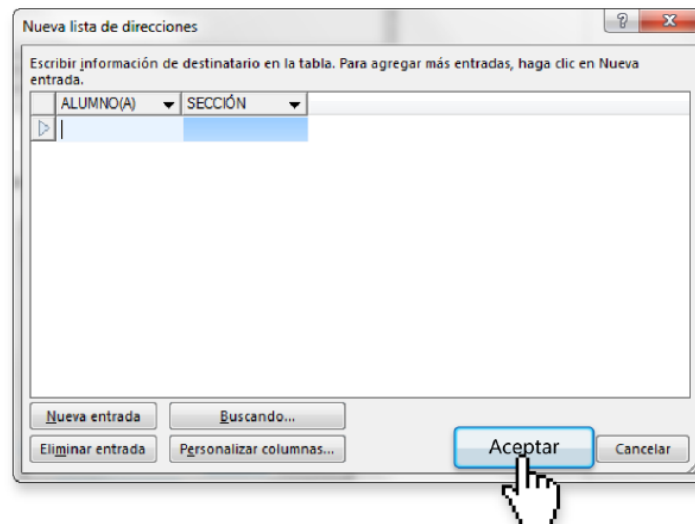 Nueva lista de direcciones
Escribir información de destinatario en la tabla. Para agregar más entradas, haga clic en Nueva
entrada.
ALUMNO(A) SECCIÓN
Nueva entrada Buscando...
Eliminar entrada Personalizar columnas... Aceptar Cancelar